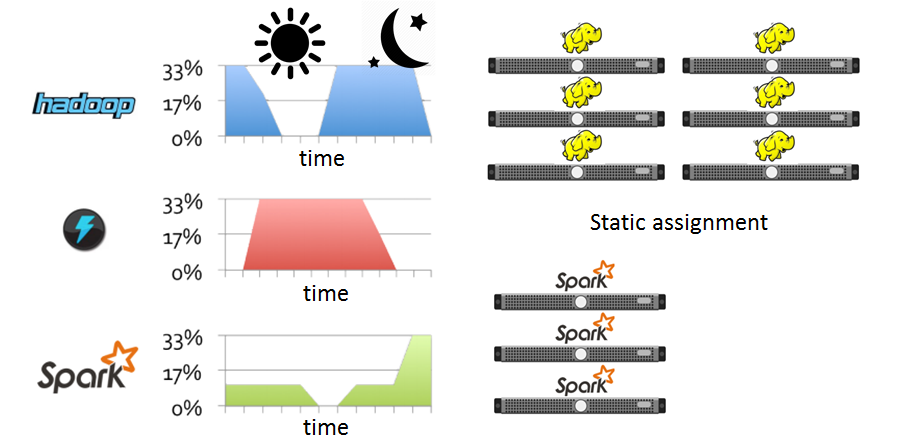 33%
hadoop
17%
0%
time
33%
17%
0%
time
33%
Spark
17%
0%
time
Static assignment
Spark
Spark
Spark